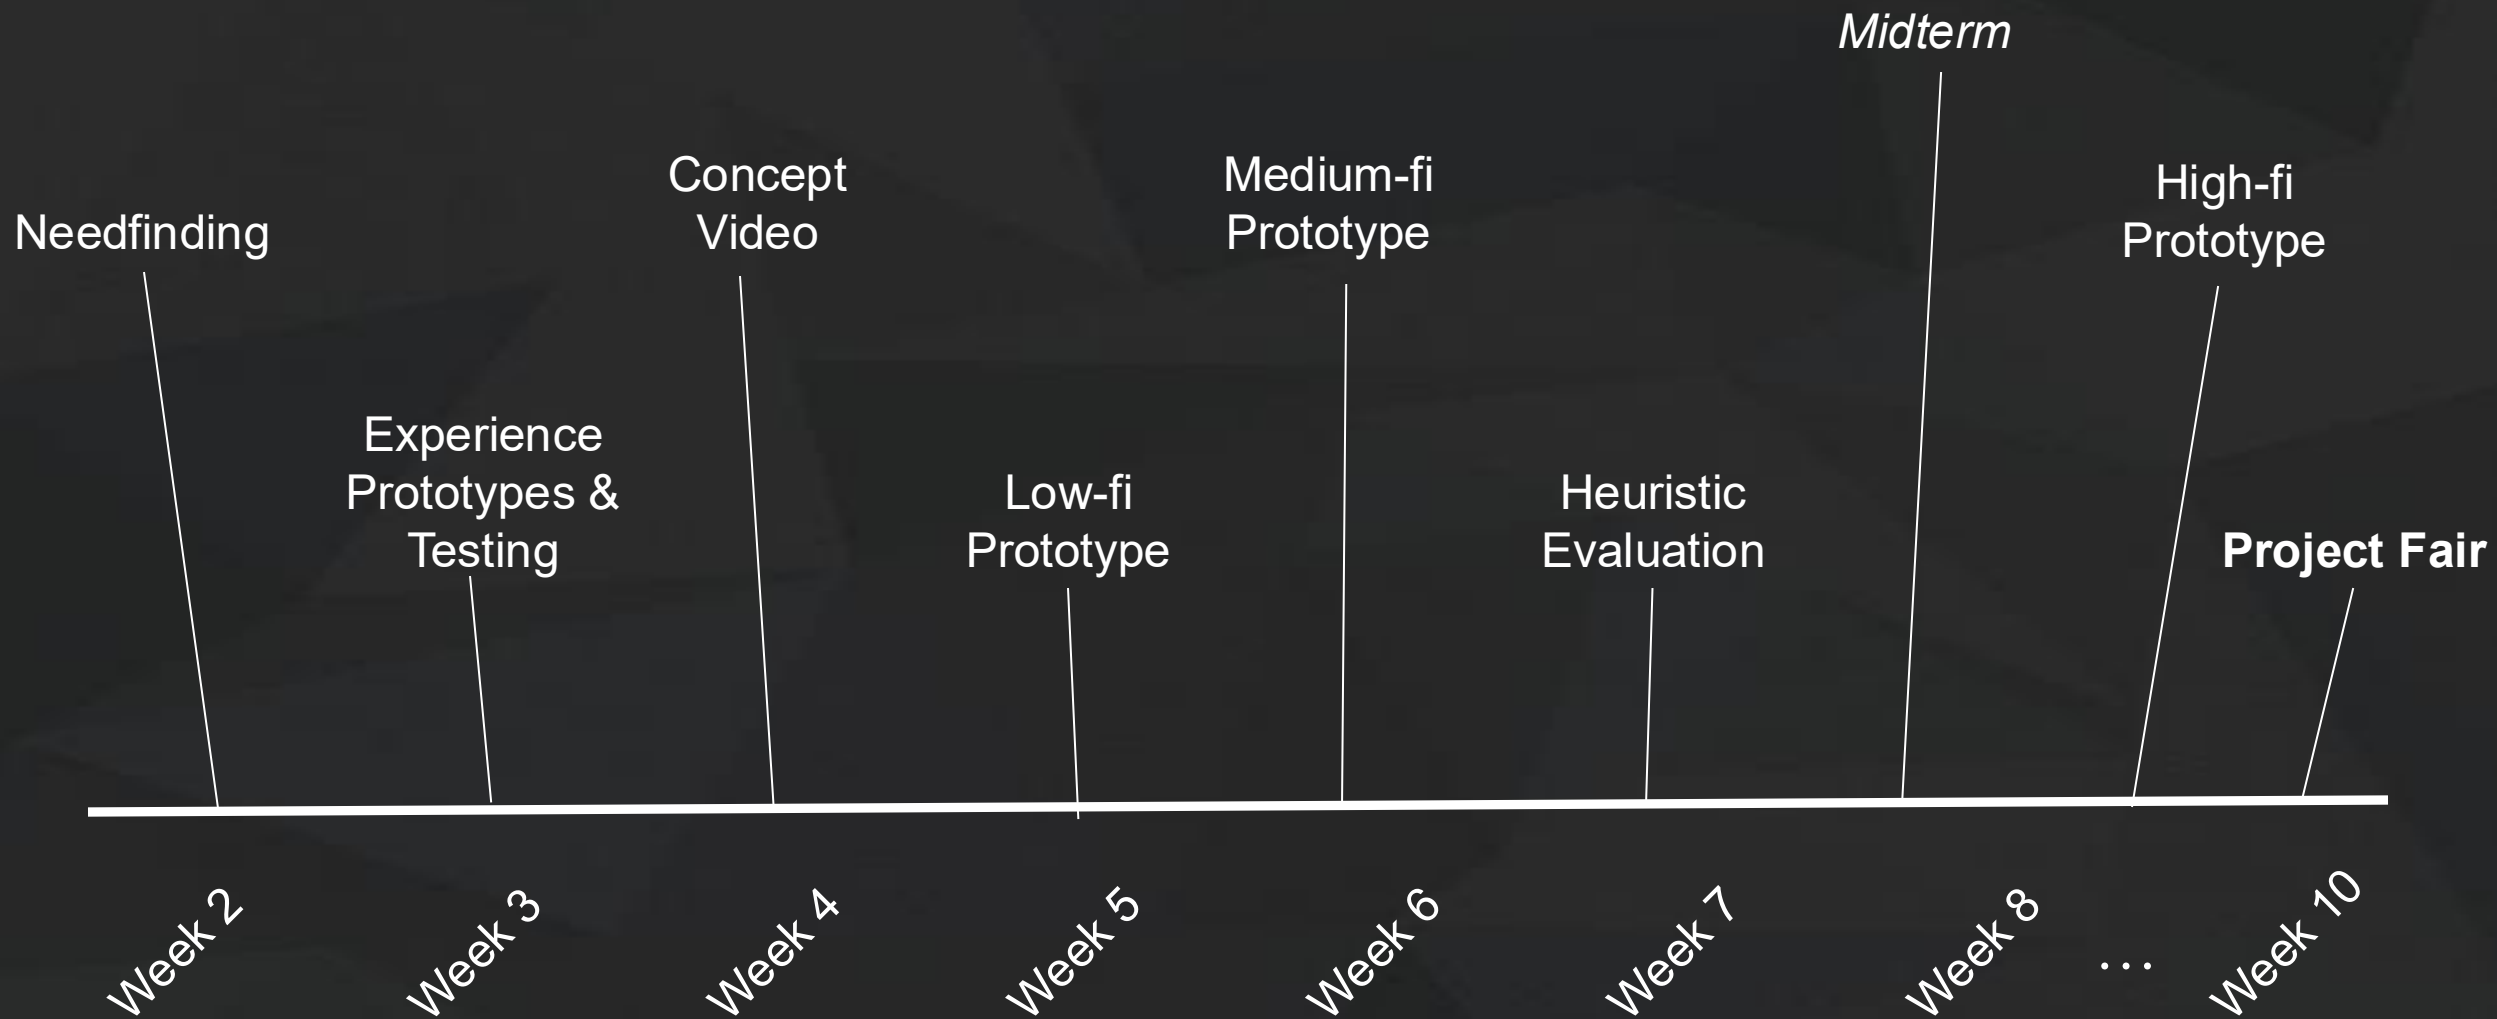 Midterm
Needfinding
Concept
Video
Medium-fi
Prototype
High-fi
Prototype
Experience
Prototypes &
Testing
Low-fi
Prototype
Heuristic
Evaluation
Project Fair
Week 2
Week 3
Week 4
Week 5
Week 6
Week 7
Week 8
...
Week 10